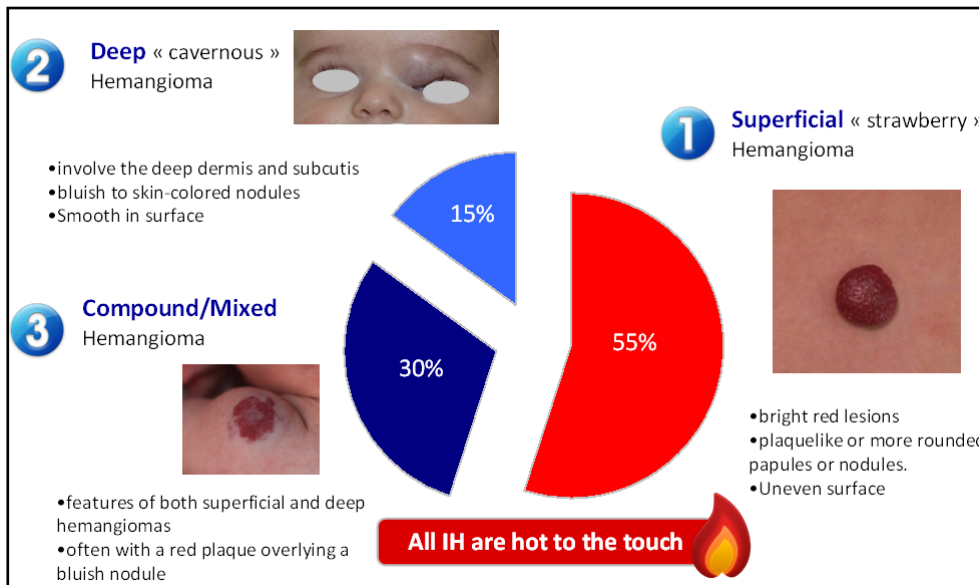 2
Deep « cavernous »
Hemangioma
•involve the deep dermis and subcutis
•bluish to skin-colored nodules
•Smooth in surface
1
Superficial « strawberry »
Hemangioma
•bright red lesions
•plaquelike or more rounded
papules or nodules.
•Uneven surface
3
Compound/Mixed
Hemangioma
•features of both superficial and deep
hemangiomas
•often with a red plaque overlying a
bluish nodule
15%
30%
55%
All IH are hot to the touch